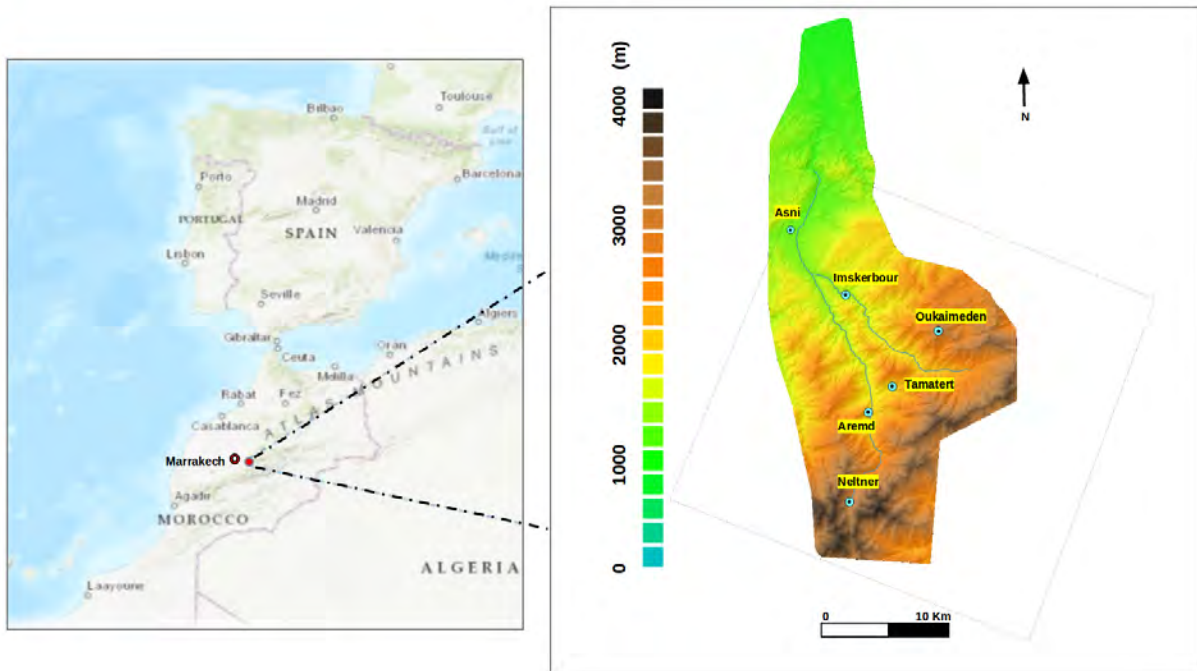 Toulouse
Bilbao
Gulf of
Lion
Barcelona
Porto
Madrid
PORTUGAL
SPAIN
Valencia
Lisbon
Seville
Gibraltar
Algiers
Ceuta
Oran
Melilla
ATLAS MOUNTAINS
Rabat
Fez
Casablanca
Marrakech
Agadir
MOROCCO
ALGERIA
Laayoune
(m)
4000
3000
2000
1000
0
N
Asni
Imskerbour
Oukaimeden
Tamatert
Aremd
Neltner
0 10 Km